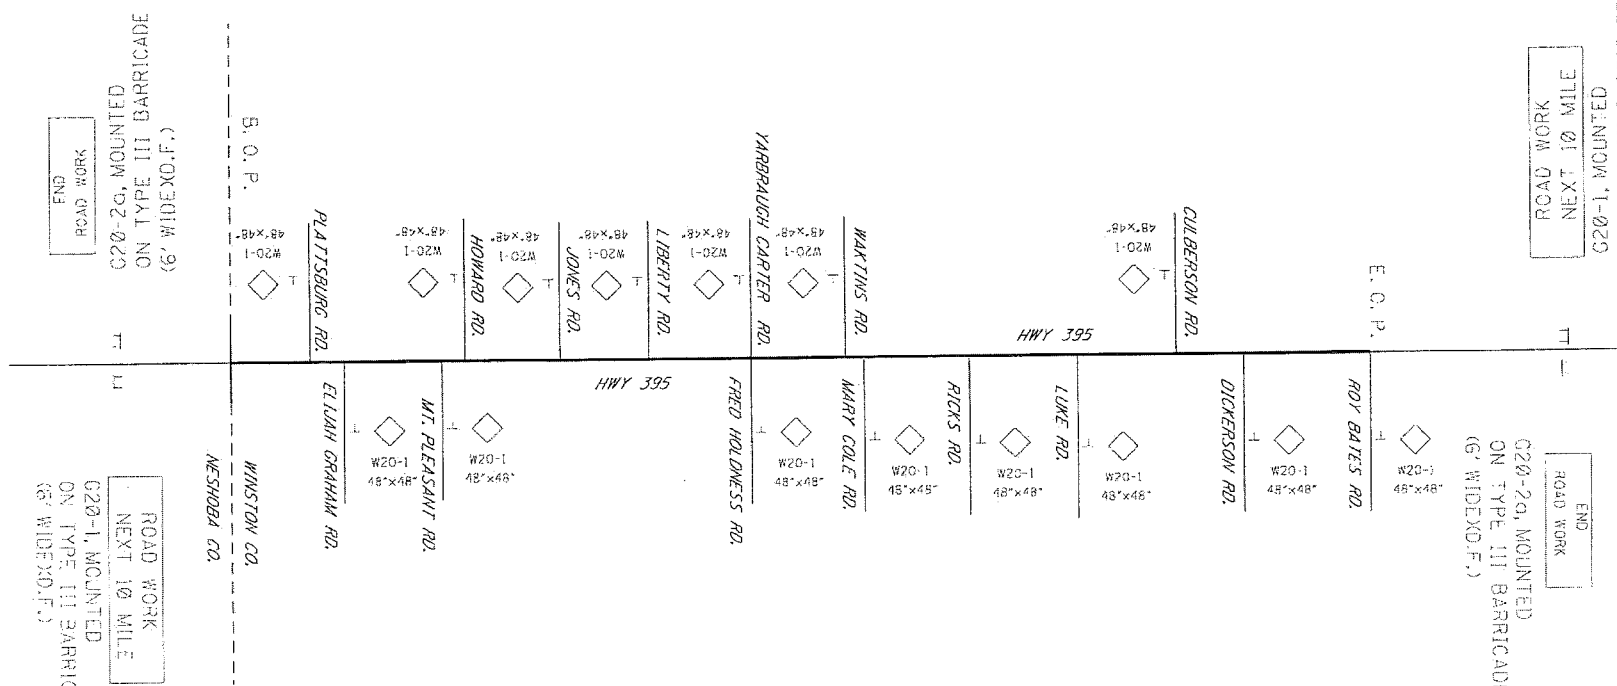 END
ROAD WORK
G20-2a, MOUNTED
ON TYPE III BARRICADE
(6' WIDE)(D.F.)
B. O. P.
W20-1
48"x48"
PLATTSBURG RD.
W20-1
48"x48"
HOWARD RD.
W20-1
48"x48"
JONES RD.
W20-1
48"x48"
LIBERTY RD.
W20-1
48"x48"
YARBRAUGH CARTER RD.
W20-1
48"x48"
WAKTINS RD.
HWY 395
W20-1
48"x48"
CULBERSON RD.
E. O. P.
ROAD WORK
NEXT 10 MILE
G20-1, MOUNTED
ROAD WORK
NEXT 10 MILE
G20-1, MOUNTED
ON TYPE III BARRIC
(6' WIDE)(D.F.)
NESHOBA CO.
WINSTON CO.
ELIJAH GRAHAM RD.
W20-1
48"x48"
MT. PLEASANT RD.
W20-1
48"x48"
HWY 395
FRED HOLDNESS RD.
W20-1
48"x48"
MARY COLE RD.
W20-1
48"x48"
RICKS RD.
W20-1
48"x48"
LUKE RD.
W20-1
48"x48"
DICKERSON RD.
W20-1
48"x48"
ROY BATES RD.
W20-1
48"x48"
END
ROAD WORK
G20-2a, MOUNTED
ON TYPE III BARRICAD
(6' WIDE)(D.F.)